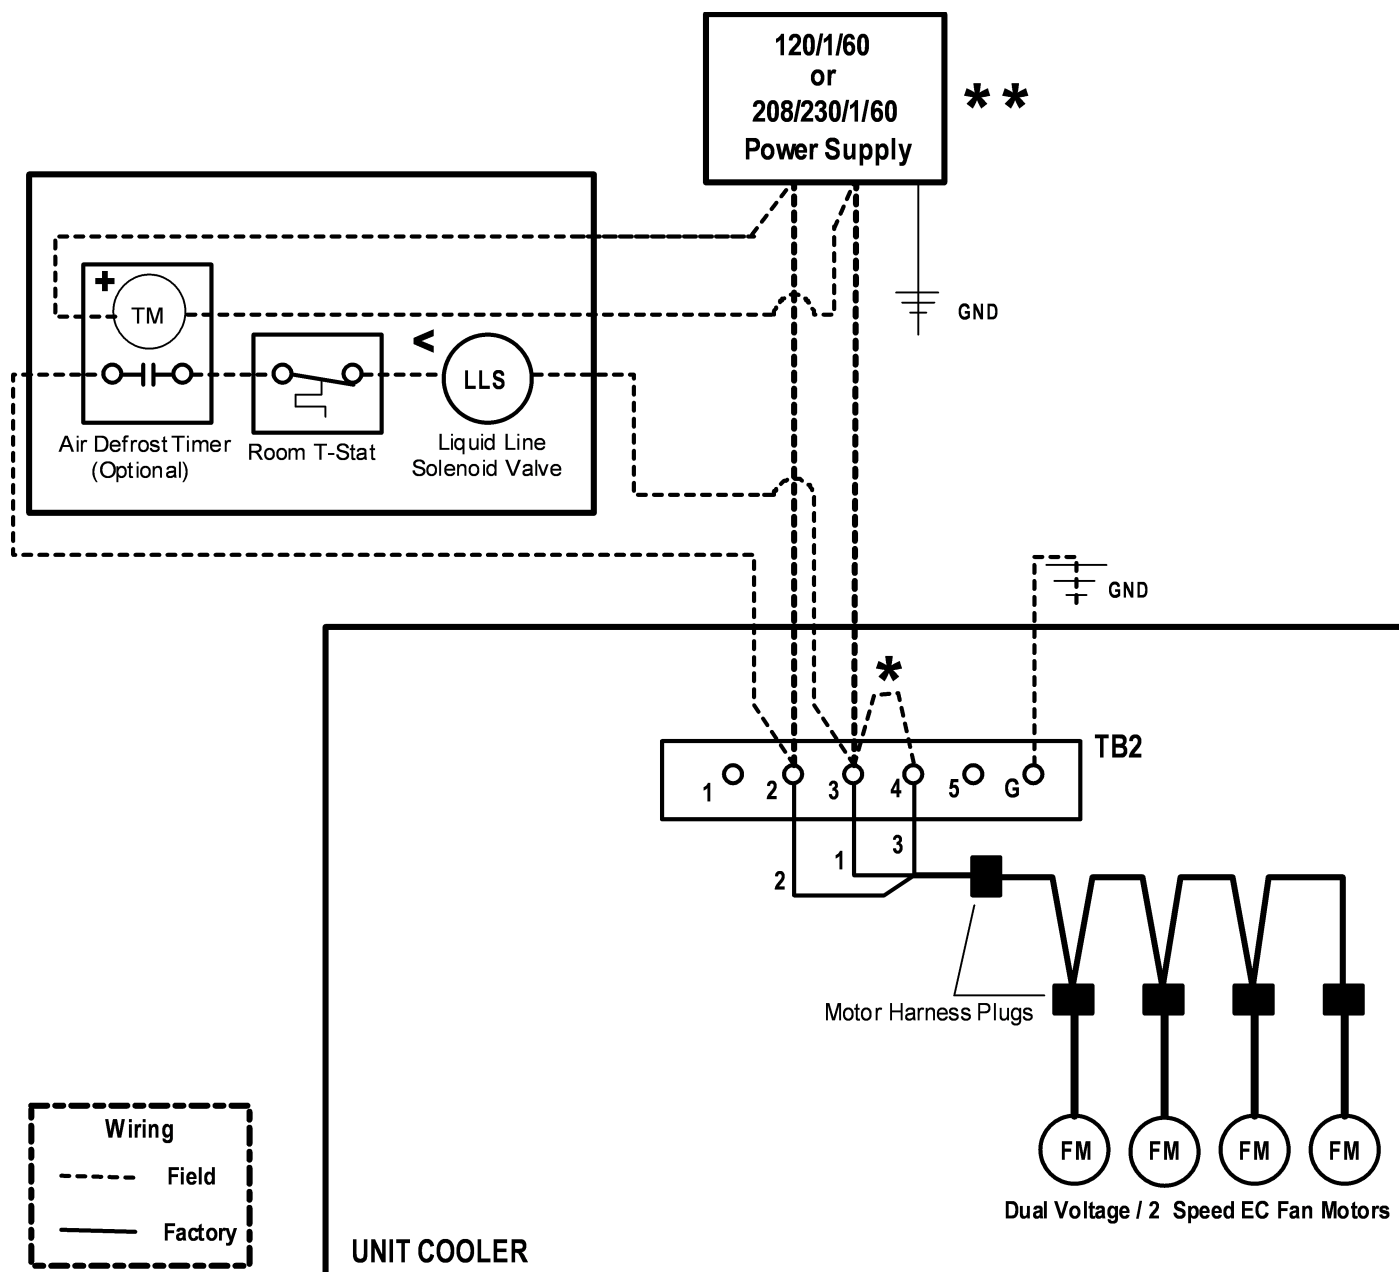 120/1/60
or
208/230/1/60
Power Supply
**
GND
+
TM
<
LLS
Air Defrost Timer
(Optional)
Room T-Stat
Liquid Line
Solenoid Valve
GND
*
TB2
1 2 3 4 5 G
2 1 3
Motor Harness Plugs
FM FM FM FM
Dual Voltage / 2 Speed EC Fan Motors
Wiring
Field
Factory
UNIT COOLER